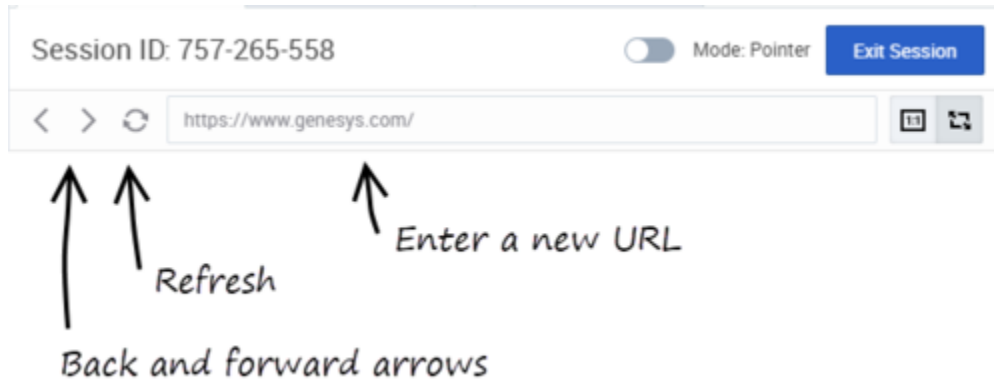 Session ID: 757-265-558
Mode: Pointer
Exit Session
https://www.genesys.com/
1:1
Enter a new URL
Refresh
Back and forward arrows